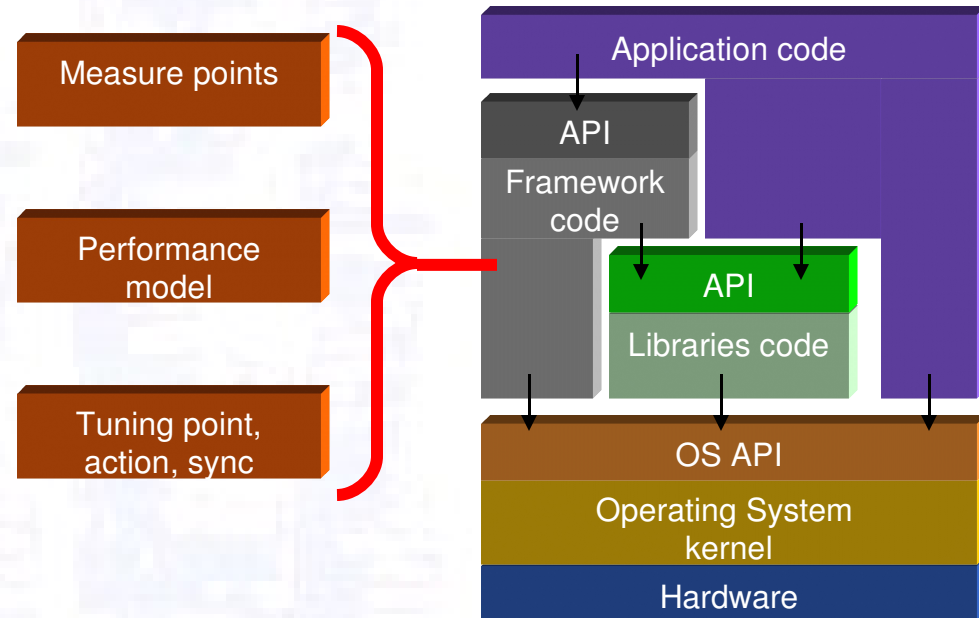 Measure points
Performance
model
Tuning point,
action, sync
Application code
API
Framework
code
API
Libraries code
OS API
Operating System
kernel
Hardware